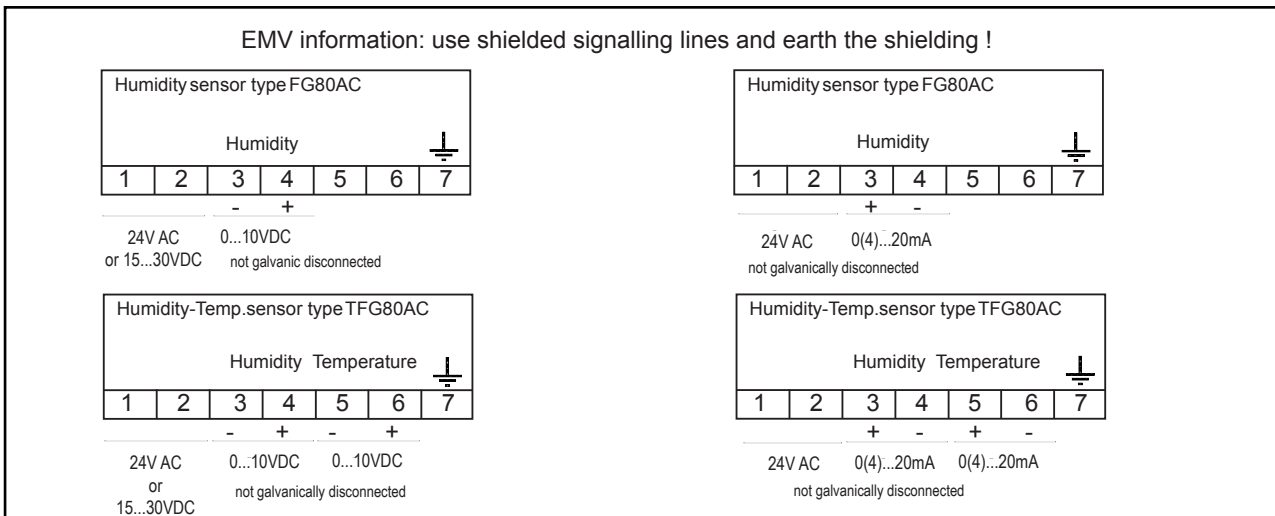 EMV information: use shielded signalling lines and earth the shielding !
Humidity sensor type FG80AC
Humidity
1 2 3 4 5 6 7
- +
24V AC 0...10VDC
or 15...30VDC not galvanic disconnected
Humidity sensor type FG80AC
Humidity
1 2 3 4 5 6 7
+ -
24V AC 0(4)...20mA
not galvanically disconnected
Humidity-Temp.sensor type TFG80AC
Humidity Temperature
1 2 3 4 5 6 7
- + - +
24V AC 0...10VDC 0...10VDC
or not galvanically disconnected
15...30VDC
Humidity-Temp.sensor type TFG80AC
Humidity Temperature
1 2 3 4 5 6 7
+ - + -
24V AC 0(4)...20mA 0(4)...20mA
not galvanically disconnected